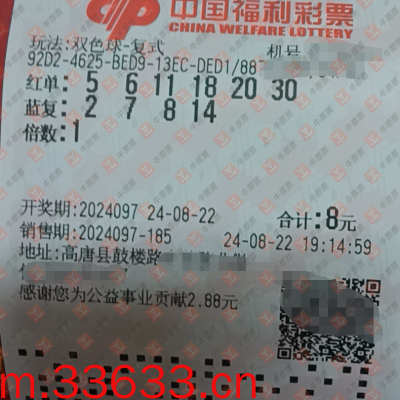 中国福利彩票
CHINA WELFARE LOTTERY
玩法:双色球-复式 机号
92D2-4625-BED9-13EC-DED1/887
红单: 5 6 11 18 20 30
蓝复: 2 7 8 14
倍数:1
开奖期:2024097 24-08-22 合计:8元
销售期:2024097-185 24-08-22 19:14:59
地址:高唐县鼓楼路
感谢您为公益事业贡献2.88元
m.33633.cn